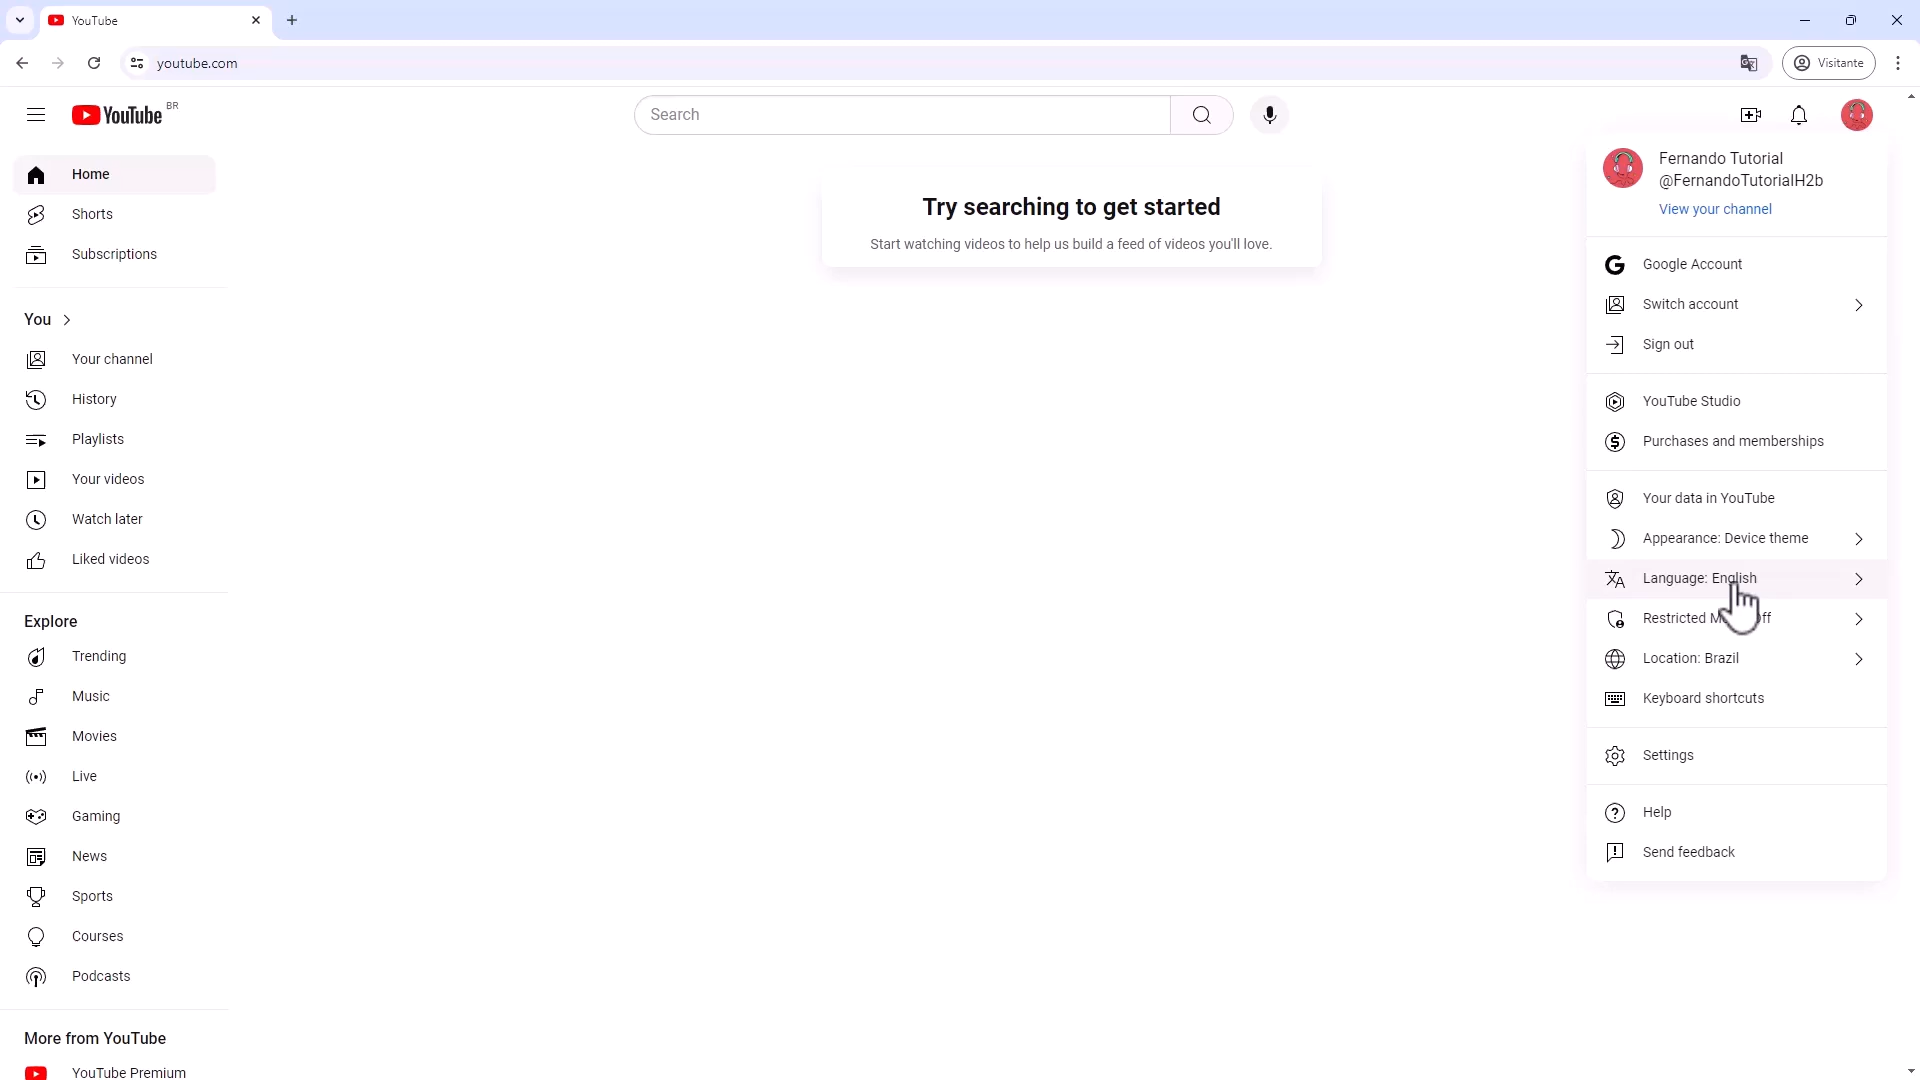 YouTube
youtube.com
Visitante
YouTube BR
Search
Home
Shorts
Subscriptions
You
Your channel
History
Playlists
Your videos
Watch later
Liked videos
Explore
Trending
Music
Movies
Live
Gaming
News
Sports
Courses
Podcasts
More from YouTube
YouTube Premium
Try searching to get started
Start watching videos to help us build a feed of videos you'll love.
Fernando Tutorial
@FernandoTutorialH2b
View your channel
Google Account
Switch account
Sign out
YouTube Studio
Purchases and memberships
Your data in YouTube
Appearance: Device theme
Language: English
Restricted
Location: Brazil
Keyboard shortcuts
Settings
Help
Send feedback